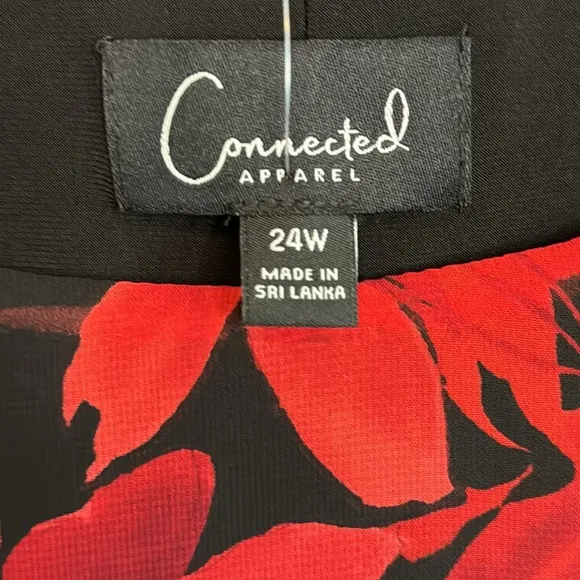 Connected
APPAREL
24W
MADE IN
SRI LANKA